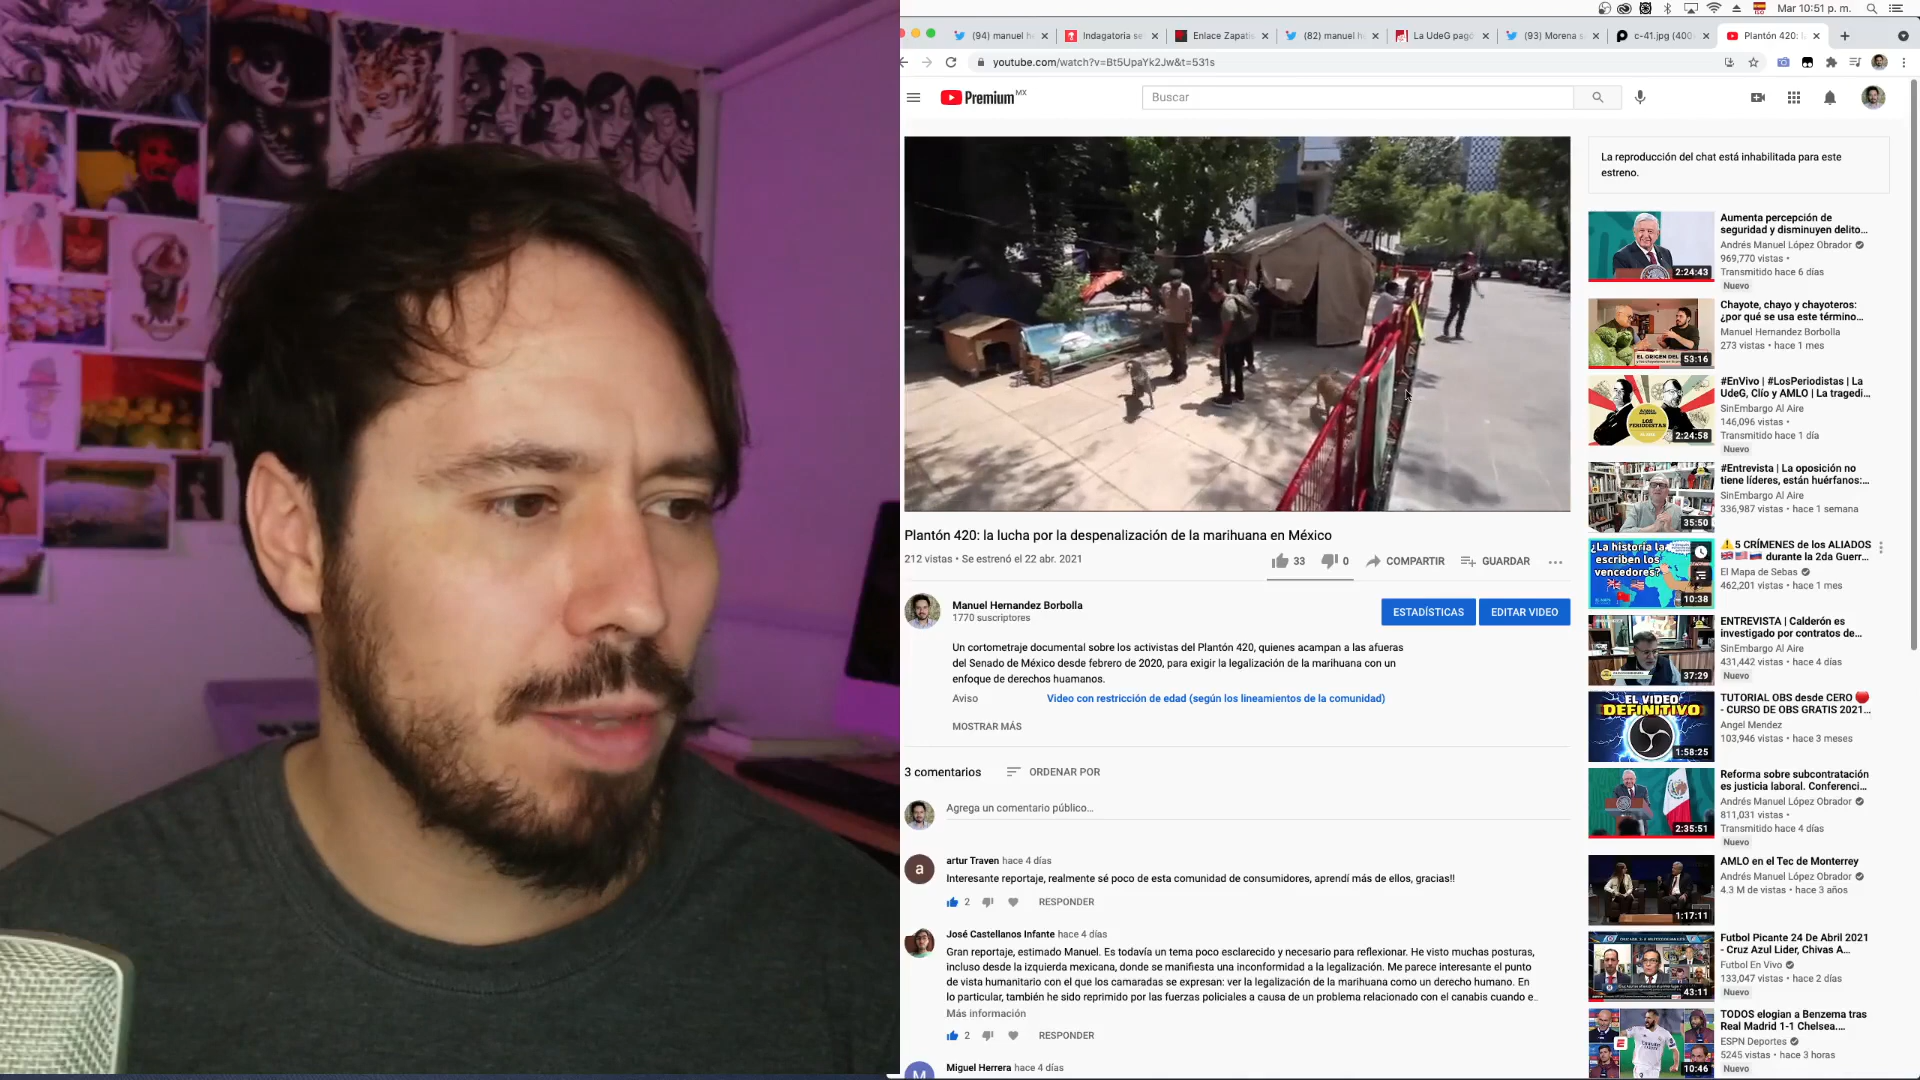 Mar 10:51 p. m.
(94) manuel h
Indagatoria se
Enlace Zapatis
(82) manuel h
La UdeG pagó
(93) Morena s
c-41.jpg (400
Plantón 420: l
youtube.com/watch?v=Bt5UpaYk2Jw&t=531s
Premium MX
Buscar
La reproducción del chat está inhabilitada para este
estreno.
Plantón 420: la lucha por la despenalización de la marihuana en México
212 vistas • Se estrenó el 22 abr. 2021
33
0
COMPARTIR
GUARDAR
Manuel Hernandez Borbolla
1770 suscriptores
ESTADÍSTICAS
EDITAR VIDEO
Un cortometraje documental sobre los activistas del Plantón 420, quienes acampan a las afueras
del Senado de México desde febrero de 2020, para exigir la legalización de la marihuana con un
enfoque de derechos huamanos.
Aviso
Video con restricción de edad (según los lineamientos de la comunidad)
MOSTRAR MÁS
3 comentarios
ORDENAR POR
Agrega un comentario público...
a
artur Traven hace 4 días
Interesante reportaje, realmente sé poco de esta comunidad de consumidores, aprendí más de ellos, gracias!!
2
RESPONDER
José Castellanos Infante hace 4 días
Gran reportaje, estimado Manuel. Es todavía un tema poco esclarecido y necesario para reflexionar. He visto muchas posturas,
incluso desde la izquierda mexicana, donde se manifiesta una inconformidad a la legalización. Me parece interesante el punto
de vista humanitario con el que los camaradas se expresan: ver la legalización de la marihuana como un derecho humano. En
lo particular, también he sido reprimido por las fuerzas policiales a causa de un problema relacionado con el canabis cuando e..
Más información
2
RESPONDER
M
Miguel Herrera hace 4 días
Aumenta percepción de
seguridad y disminuyen delito...
Andrés Manuel López Obrador
969,770 vistas •
Transmitido hace 6 días
Nuevo
2:24:43
Chayote, chayo y chayoteros:
¿por qué se usa este término...
Manuel Hernandez Borbolla
273 vistas • hace 1 mes
EL ORIGEN DEL
53:16
#EnVivo | #LosPeriodistas | La
UdeG, Clío y AMLO | La tragedi...
SinEmbargo Al Aire
146,096 vistas •
Transmitido hace 1 día
Nuevo
LOS
PERIODISTAS
2:24:58
#Entrevista | La oposición no
tiene líderes, están huérfanos:...
SinEmbargo Al Aire
336,987 vistas • hace 1 semana
35:50
5 CRÍMENES de los ALIADOS
durante la 2da Guerr...
El Mapa de Sebas
462,201 vistas • hace 1 mes
¿La historia la
escriben los
vencedores?
10:38
ENTREVISTA | Calderón es
investigado por contratos de...
SinEmbargo Al Aire
431,442 vistas • hace 4 días
Nuevo
37:29
TUTORIAL OBS desde CERO
- CURSO DE OBS GRATIS 2021...
Angel Mendez
103,946 vistas • hace 3 meses
EL VIDEO
DEFINITIVO
1:58:25
Reforma sobre subcontratación
es justicia laboral. Conferenci...
Andrés Manuel López Obrador
811,031 vistas •
Transmitido hace 4 días
Nuevo
2:35:51
AMLO en el Tec de Monterrey
Andrés Manuel López Obrador
4.3 M de vistas • hace 3 años
1:17:11
Futbol Picante 24 De Abril 2021
- Cruz Azul Lider, Chivas A...
Futbol En Vivo
133,047 vistas • hace 2 días
Nuevo
43:11
TODOS elogian a Benzema tras
Real Madrid 1-1 Chelsea....
ESPN Deportes
5245 vistas • hace 3 horas
Nuevo
10:46